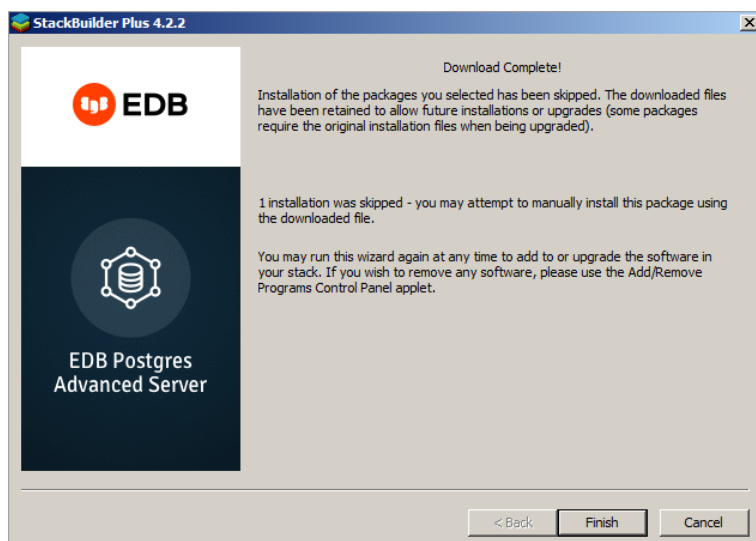 StackBuilder Plus 4.2.2
EDB
Download Complete!
Installation of the packages you selected has been skipped. The downloaded files
have been retained to allow future installations or upgrades (some packages
require the original installation files when being upgraded).
1 installation was skipped - you may attempt to manually install this package using
the downloaded file.
You may run this wizard again at any time to add to or upgrade the software in
your stack. If you wish to remove any software, please use the Add/Remove
Programs Control Panel applet.
EDB Postgres
Advanced Server
< Back
Finish
Cancel